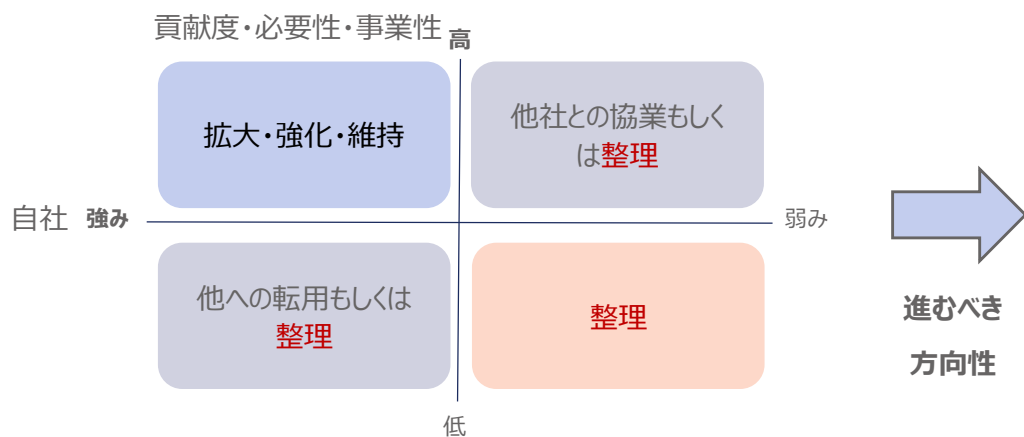 貢献度・必要性・事業性
高
拡大・強化・維持
他社との協業もしく
は整理
自社 強み
弱み
他への転用もしくは
整理
整理
進むべき
方向性
低